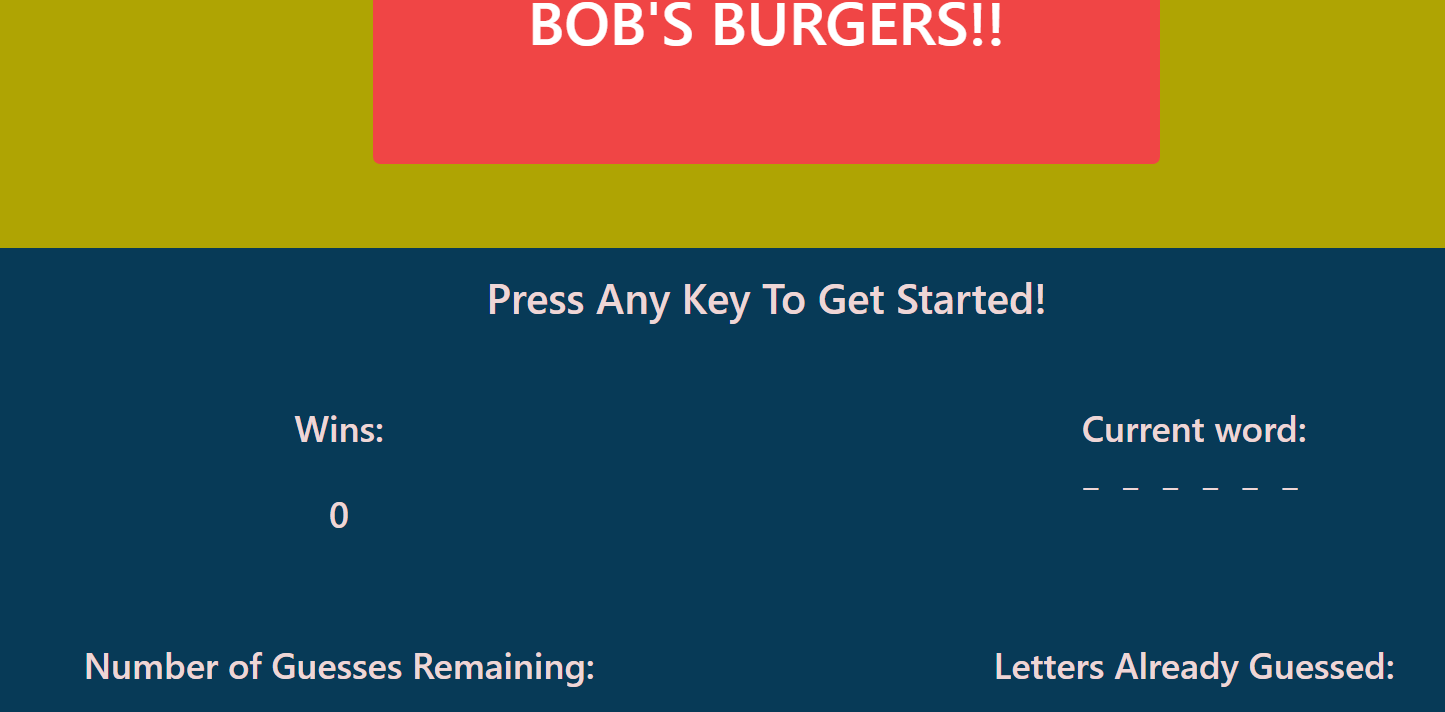 BOB'S BURGERS!!
Press Any Key To Get Started!
Wins:
Current word:
_ _ _ _ _ _
0
Number of Guesses Remaining:
Letters Already Guessed: